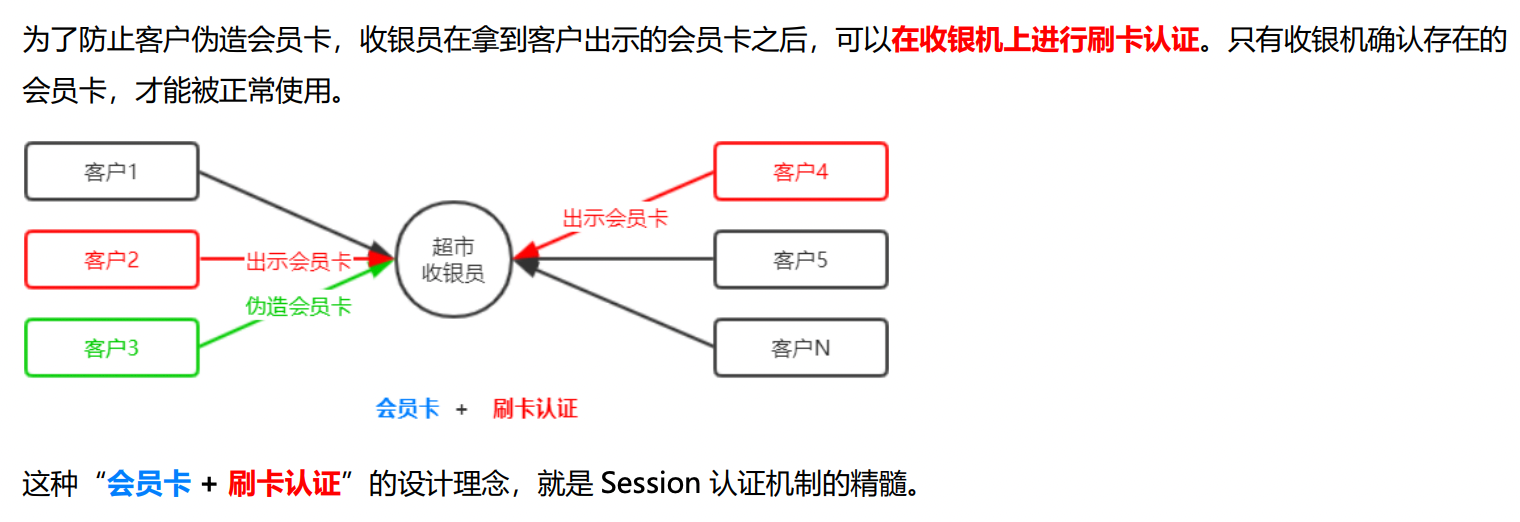 为了防止客户伪造会员卡，收银员在拿到客户出示的会员卡之后，可以在收银机上进行刷卡认证。只有收银机确认存在的
会员卡，才能被正常使用。
客户1
客户4
出示会员卡
超市
收银员
客户2
出示会员卡
客户5
伪造会员卡
客户3
客户N
会员卡 + 刷卡认证
这种“会员卡 + 刷卡认证”的设计理念，就是 Session 认证机制的精髓。